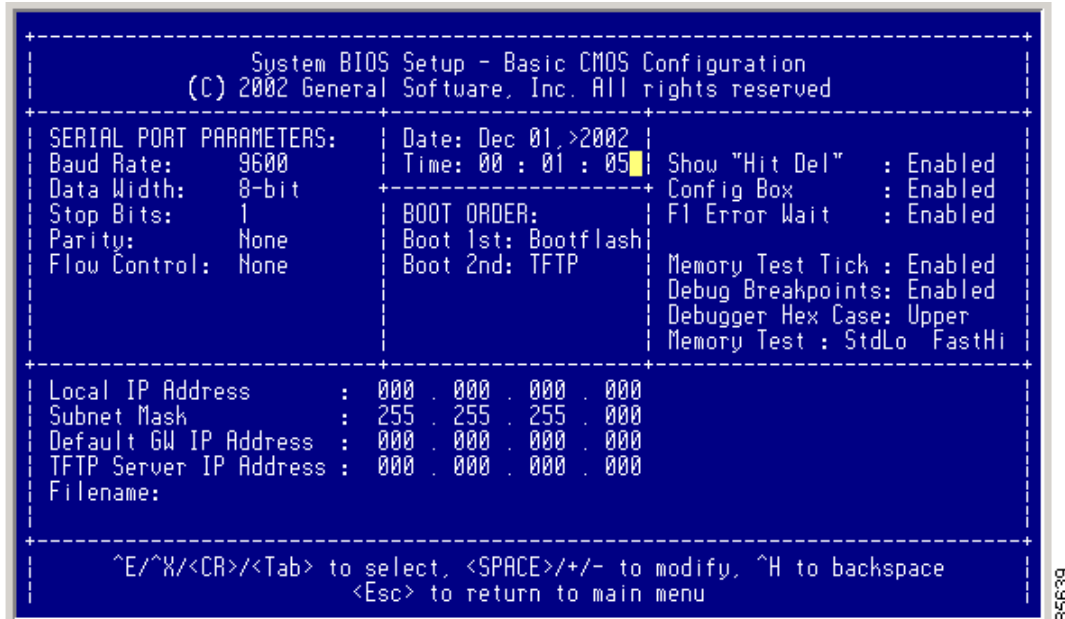 System BIOS Setup - Basic CMOS Configuration
(C) 2002 General Software, Inc. All rights reserved
SERIAL PORT PARAMETERS:
Baud Rate: 9600
Data Width: 8-bit
Stop Bits: 1
Parity: None
Flow Control: None
Date: Dec 01,>2002
Time: 00 : 01 : 05
BOOT ORDER:
Boot 1st: Bootflash
Boot 2nd: TFTP
Show "Hit Del" : Enabled
Config Box : Enabled
F1 Error Wait : Enabled
Memory Test Tick : Enabled
Debug Breakpoints: Enabled
Debugger Hex Case: Upper
Memory Test : StdLo FastHi
Local IP Address : 000 . 000 . 000 . 000
Subnet Mask : 255 . 255 . 255 . 000
Default GW IP Address : 000 . 000 . 000 . 000
TFTP Server IP Address : 000 . 000 . 000 . 000
Filename:
^E/^X/<CR>/<Tab> to select, <SPACE>/+/- to modify, ^H to backspace
<Esc> to return to main menu
85639